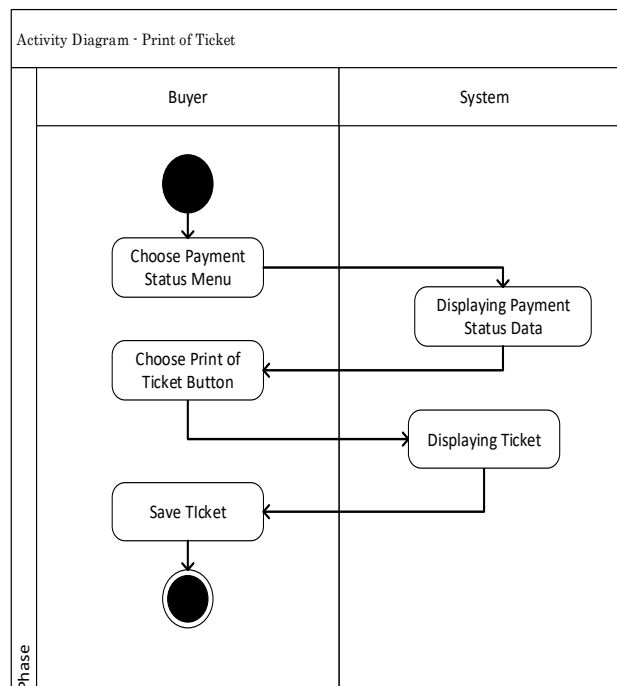 Activity Diagram - Print of Ticket
Buyer
System
Choose Payment
Status Menu
Displaying Payment
Status Data
Choose Print of
Ticket Button
Displaying Ticket
Save TIcket
Phase